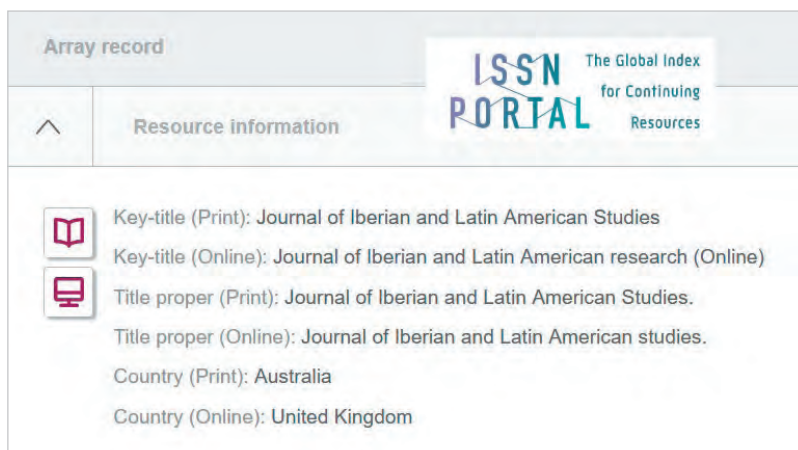 Array record
ISSN PORTAL
The Global Index
for Continuing
Resources
Resource information
Key-title (Print): Journal of Iberian and Latin American Studies
Key-title (Online): Journal of Iberian and Latin American research (Online)
Title proper (Print): Journal of Iberian and Latin American Studies.
Title proper (Online): Journal of Iberian and Latin American studies.
Country (Print): Australia
Country (Online): United Kingdom